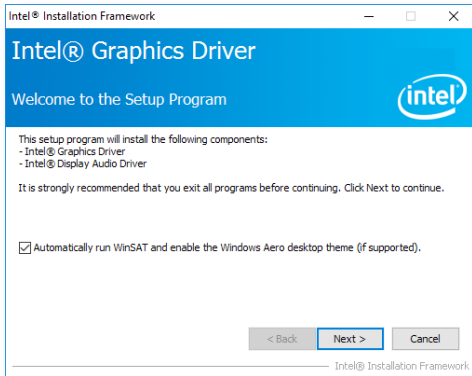 Intel® Installation Framework
Intel® Graphics Driver
Welcome to the Setup Program
intel
This setup program will install the following components:
- Intel® Graphics Driver
- Intel® Display Audio Driver
It is strongly recommended that you exit all programs before continuing. Click Next to continue.
Automatically run WinSAT and enable the Windows Aero desktop theme (if supported).
< Back
Next >
Cancel
Intel® Installation Framework